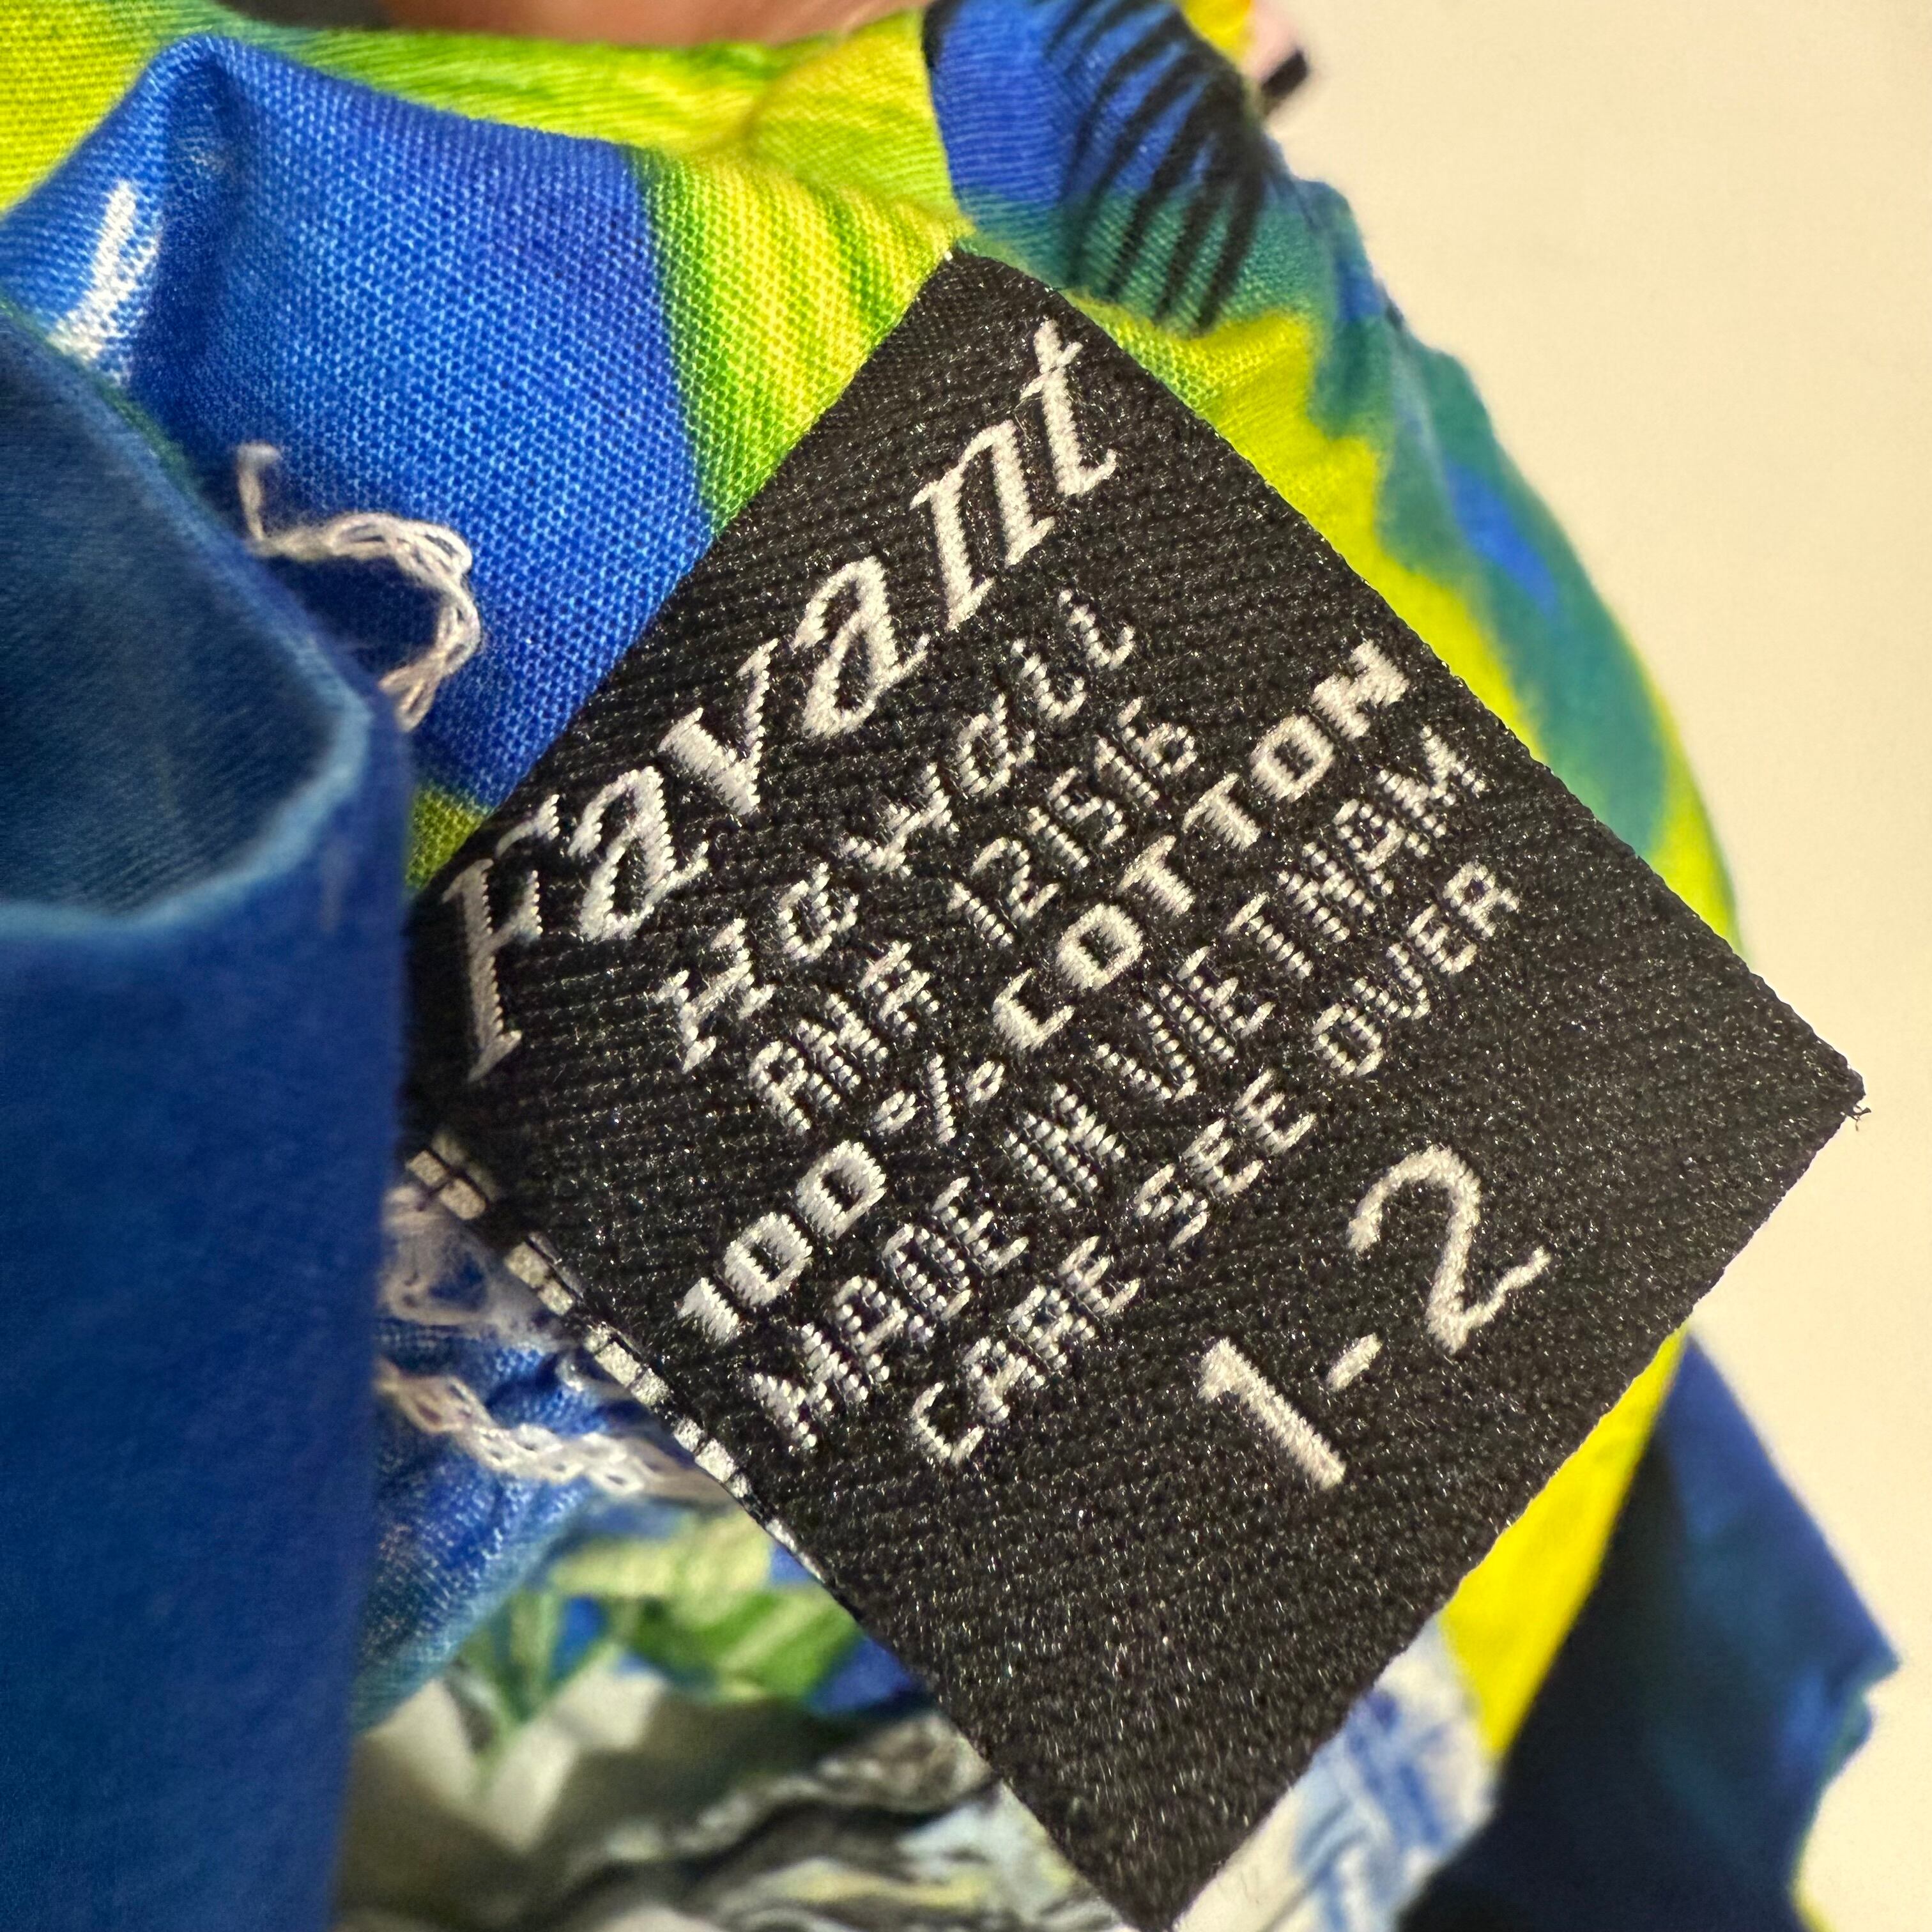 Favant
Hawaii
RN# 121516
100% COTTON
MADE IN VIETNAM
CARE SEE OVER
1-2